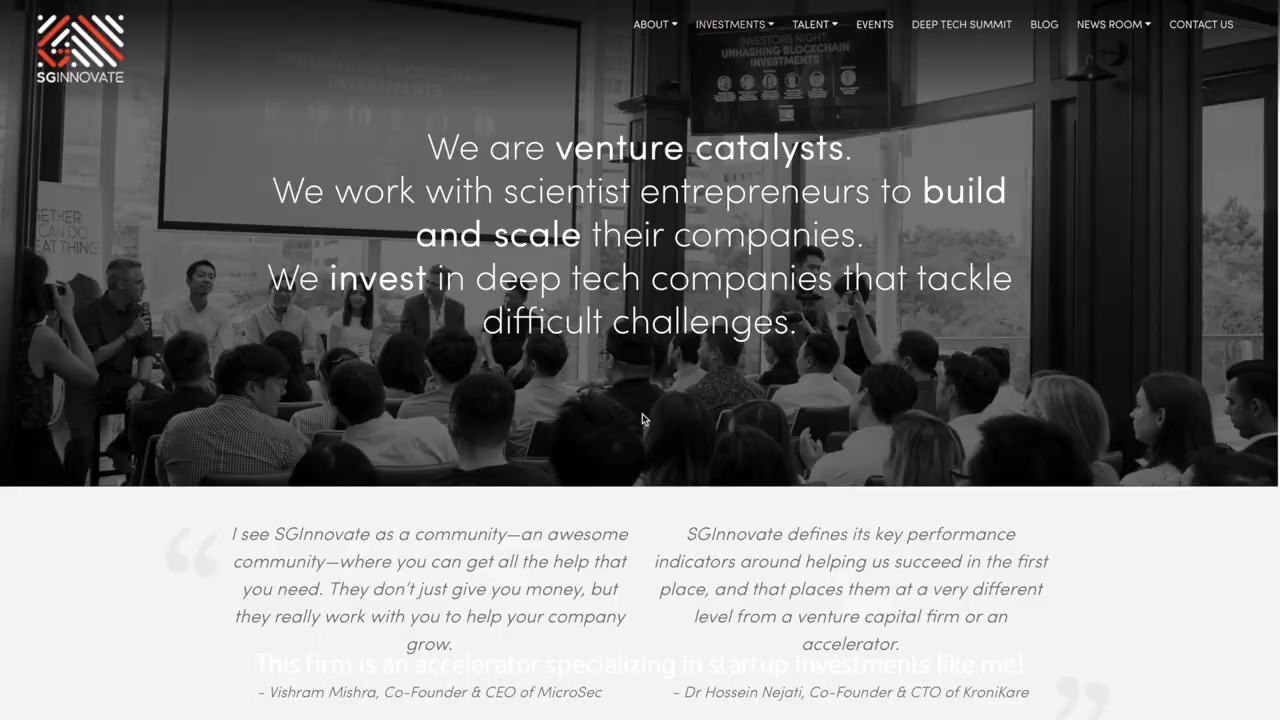 SGINNOVATE
ABOUT
INVESTMENTS
TALENT
EVENTS
DEEP TECH SUMMIT
BLOG
NEWS ROOM
CONTACT US
INVESTORS NIGHT:
UNHASHING BLOCKCHAIN
INVESTMENTS
We are venture catalysts.
We work with scientist entrepreneurs to build
and scale their companies.
We invest in deep tech companies that tackle
difficult challenges.
I see SGInnovate as a community—an awesome
community—where you can get all the help that
you need. They don’t just give you money, but
they really work with you to help your company
grow.
- Vishram Mishra, Co-Founder & CEO of MicroSec
SGInnovate defines its key performance
indicators around helping us succeed in the first
place, and that places them at a very different
level from a venture capital firm or an
accelerator.
- Dr Hossein Nejati, Co-Founder & CTO of KroniKare
This firm is an accelerator specializing in startup investments like me!